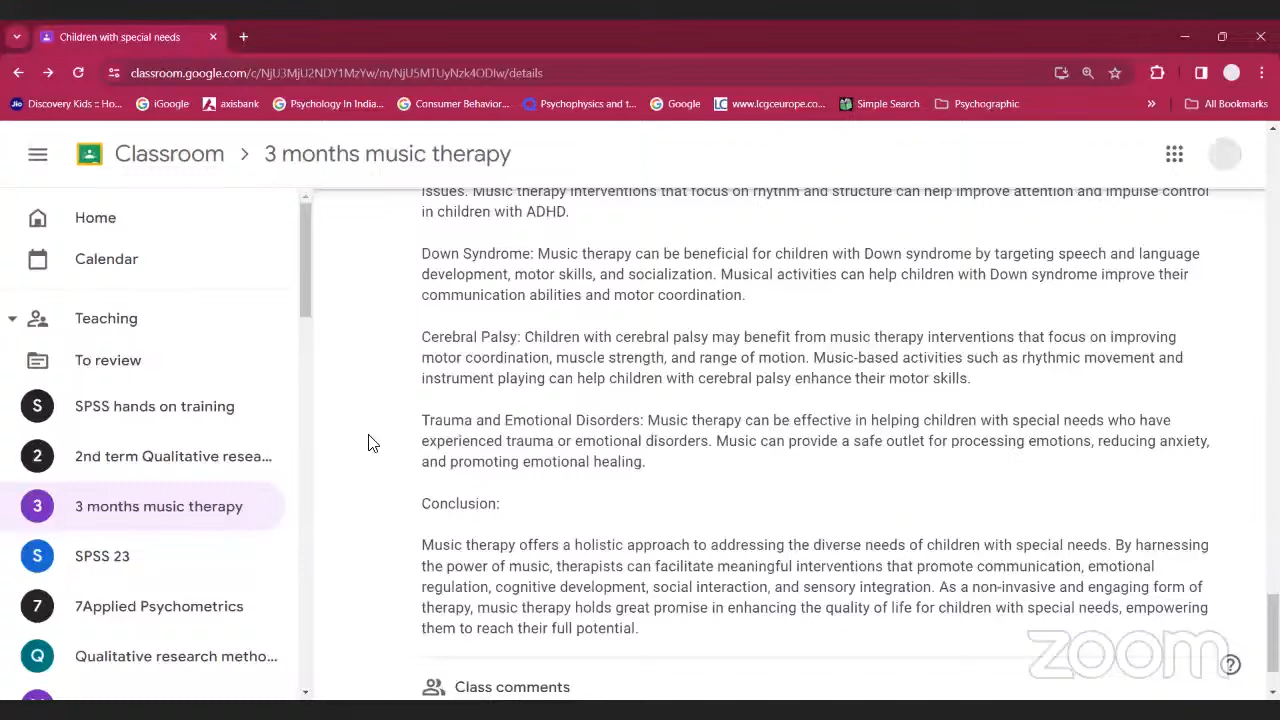 Children with special needs
classroom.google.com/c/NjU3MjU2NDY1MzYw/m/NjU5MTUyNzk4ODIw/details
Jio Discovery Kids :: Ho... iGoogle axisbank Psychology In India... Consumer Behavior... Psychophysics and t... Google LC www.lcgceurope.co... Simple Search Psychographic » All Bookmarks
Classroom > 3 months music therapy
Home
Calendar
Teaching
To review
S SPSS hands on training
2 2nd term Qualitative resea...
3 3 months music therapy
S SPSS 23
7 7Applied Psychometrics
Q Qualitative research metho...
issues. Music therapy interventions that focus on rhythm and structure can help improve attention and impulse control
in children with ADHD.
Down Syndrome: Music therapy can be beneficial for children with Down syndrome by targeting speech and language
development, motor skills, and socialization. Musical activities can help children with Down syndrome improve their
communication abilities and motor coordination.
Cerebral Palsy: Children with cerebral palsy may benefit from music therapy interventions that focus on improving
motor coordination, muscle strength, and range of motion. Music-based activities such as rhythmic movement and
instrument playing can help children with cerebral palsy enhance their motor skills.
Trauma and Emotional Disorders: Music therapy can be effective in helping children with special needs who have
experienced trauma or emotional disorders. Music can provide a safe outlet for processing emotions, reducing anxiety,
and promoting emotional healing.
Conclusion:
Music therapy offers a holistic approach to addressing the diverse needs of children with special needs. By harnessing
the power of music, therapists can facilitate meaningful interventions that promote communication, emotional
regulation, cognitive development, social interaction, and sensory integration. As a non-invasive and engaging form of
therapy, music therapy holds great promise in enhancing the quality of life for children with special needs, empowering
them to reach their full potential.
zoom
Class comments